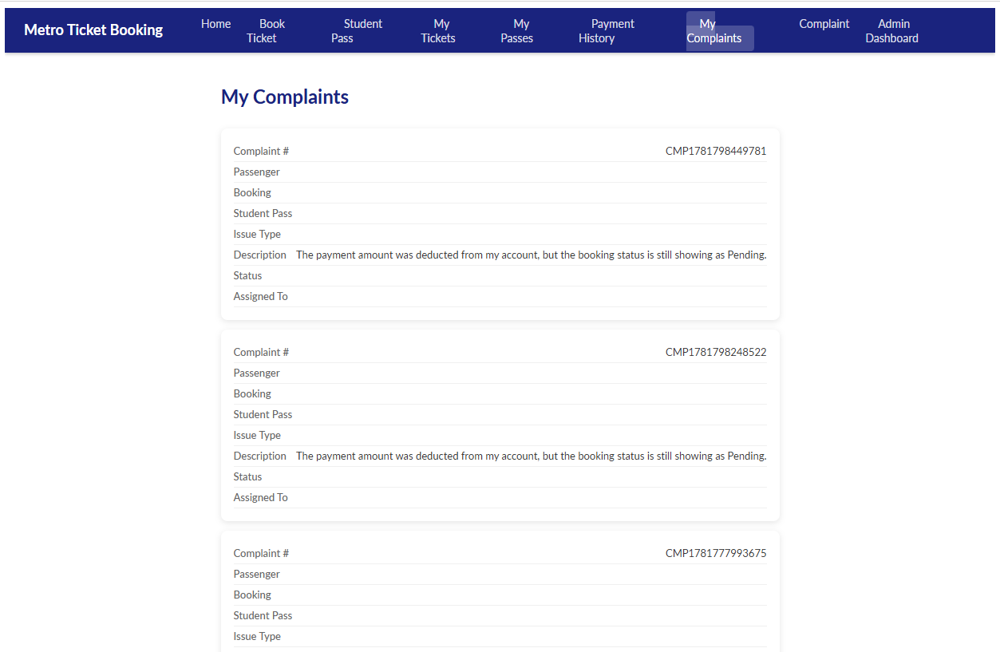 Metro Ticket Booking
Home
Book
Ticket
Student
Pass
My
Tickets
My
Passes
Payment
History
My
Complaints
Complaint
Admin
Dashboard
My Complaints
Complaint # CMP1781798449781
Passenger
Booking
Student Pass
Issue Type
Description The payment amount was deducted from my account, but the booking status is still showing as Pending.
Status
Assigned To
Complaint # CMP1781798248522
Passenger
Booking
Student Pass
Issue Type
Description The payment amount was deducted from my account, but the booking status is still showing as Pending.
Status
Assigned To
Complaint # CMP1781777993675
Passenger
Booking
Student Pass
Issue Type